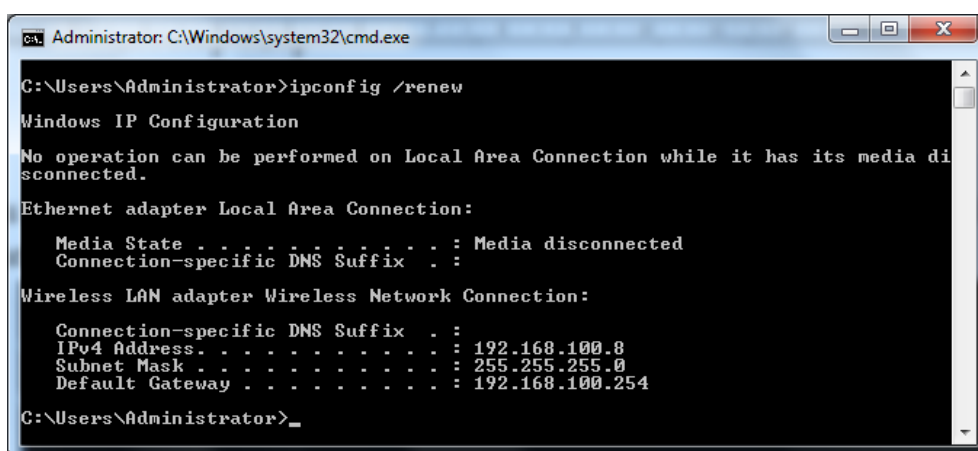 Administrator: C:\Windows\system32\cmd.exe
C:\Users\Administrator>ipconfig /renew
Windows IP Configuration
No operation can be performed on Local Area Connection while it has its media di
sconnected.
Ethernet adapter Local Area Connection:
Media State . . . . . . . . . . . : Media disconnected
Connection-specific DNS Suffix  . :
Wireless LAN adapter Wireless Network Connection:
Connection-specific DNS Suffix  . :
IPv4 Address. . . . . . . . . . . : 192.168.100.8
Subnet Mask . . . . . . . . . . . : 255.255.255.0
Default Gateway . . . . . . . . . : 192.168.100.254
C:\Users\Administrator>_